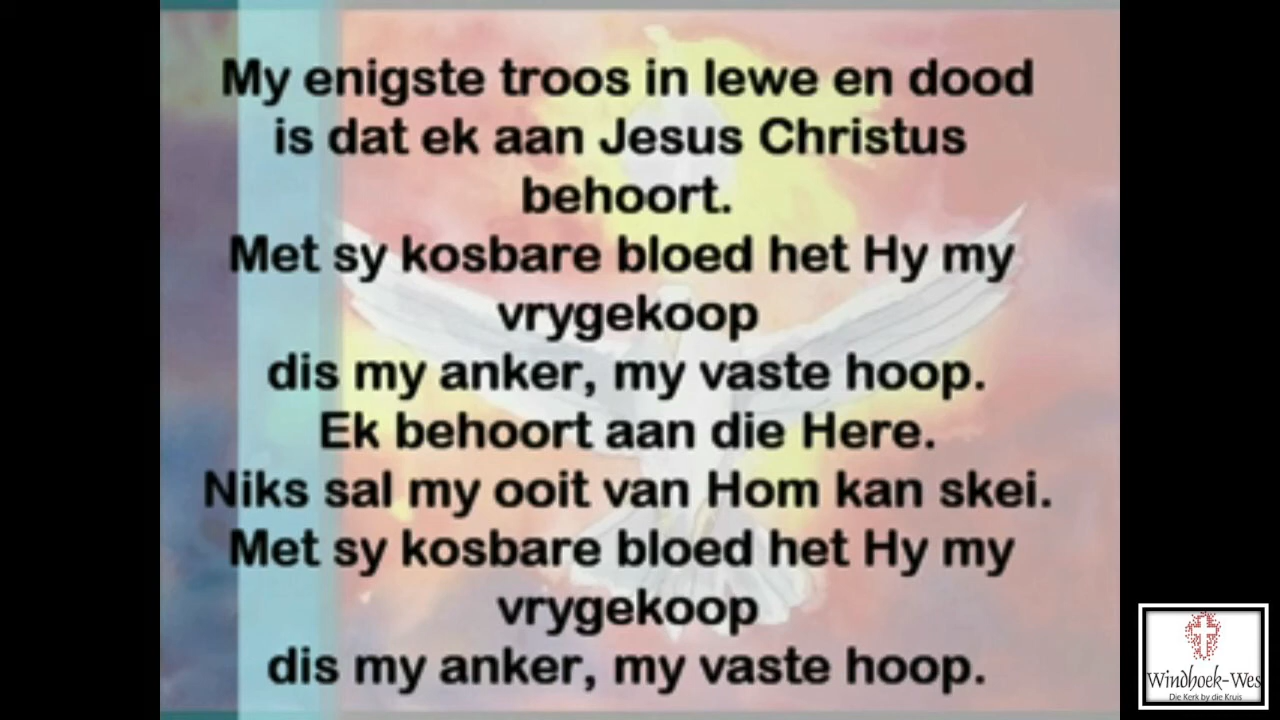 My enigste troos in lewe en dood
is dat ek aan Jesus Christus
behoort.
Met sy kosbare bloed het Hy my
vrygekoop
dis my anker, my vaste hoop.
Ek behoort aan die Here.
Niks sal my ooit van Hom kan skei.
Met sy kosbare bloed het Hy my
vrygekoop
dis my anker, my vaste hoop.
Windhoek-Wes
Die Kerk by die Kruis